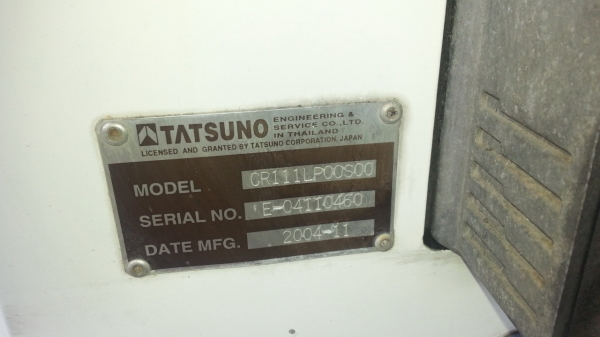 TATSUNO ENGINEERING &
SERVICE CO.,LTD.
IN THAILAND
LICENSED AND GRANTED BY TATSUNO CORPORATION, JAPAN
MODEL CR111LP00S00
SERIAL NO. E-04110460
DATE MFG. 2004-11